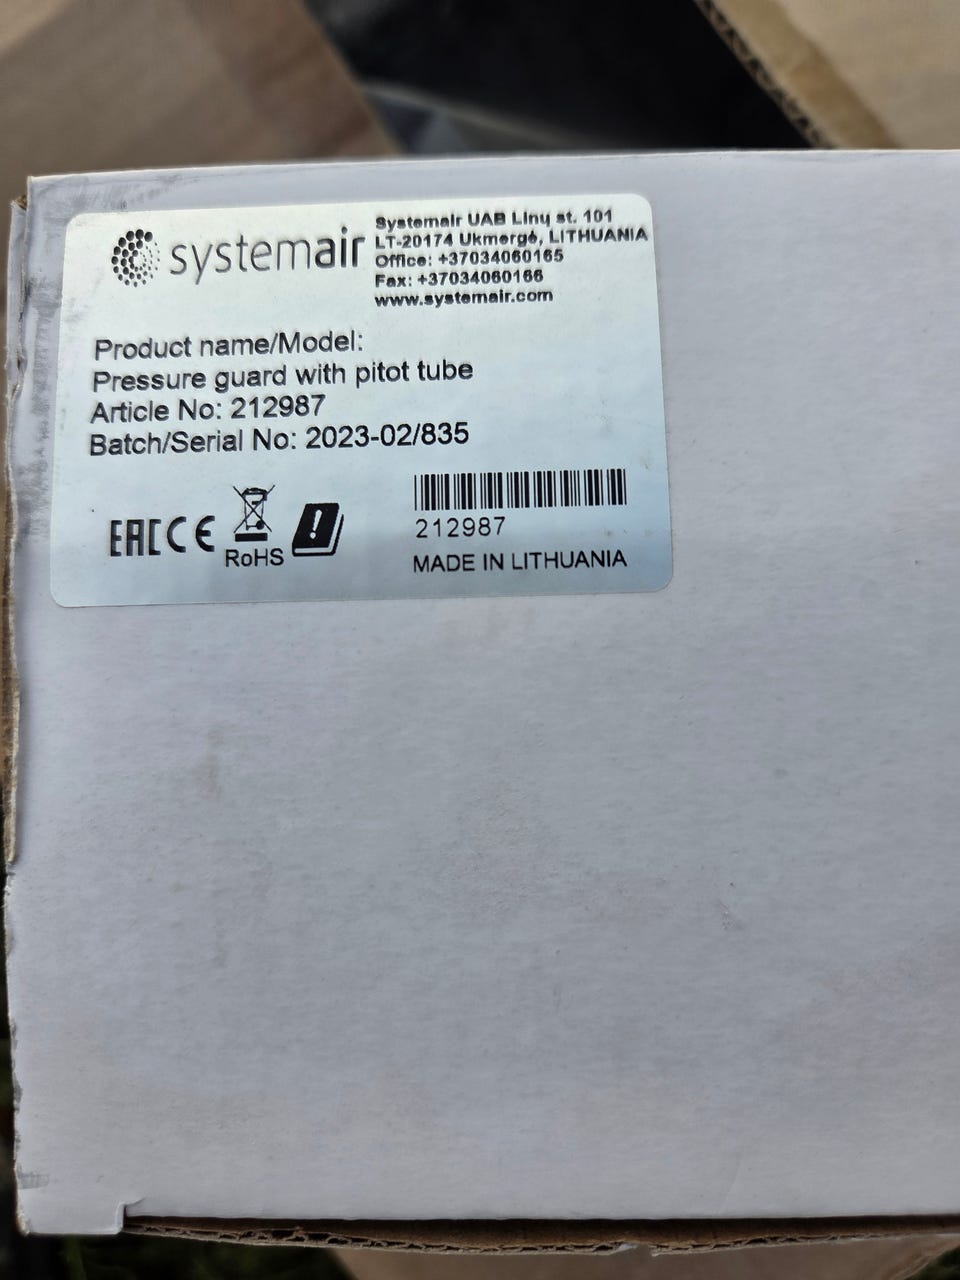 systemair
Systemair UAB Linų st. 101
LT-20174 Ukmergė, LITHUANIA
Office: +37034060165
Fax: +37034060166
www.systemair.com
Product name/Model:
Pressure guard with pitot tube
Article No: 212987
Batch/Serial No: 2023-02/835
EAC CE
RoHS
212987
MADE IN LITHUANIA